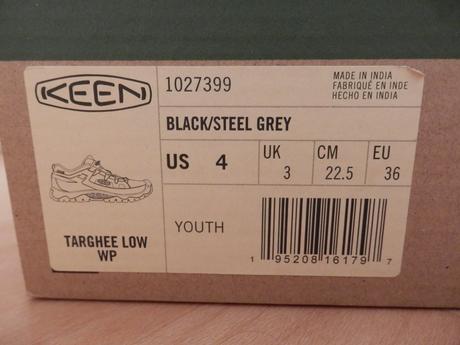 KEEN
1027399
MADE IN INDIA
FABRIQUÉ EN INDE
HECHO EN INDIA
BLACK/STEEL GREY
US 4
UK 3
CM 22.5
EU 36
TARGHEE LOW
WP
YOUTH
1 95208 16179 7